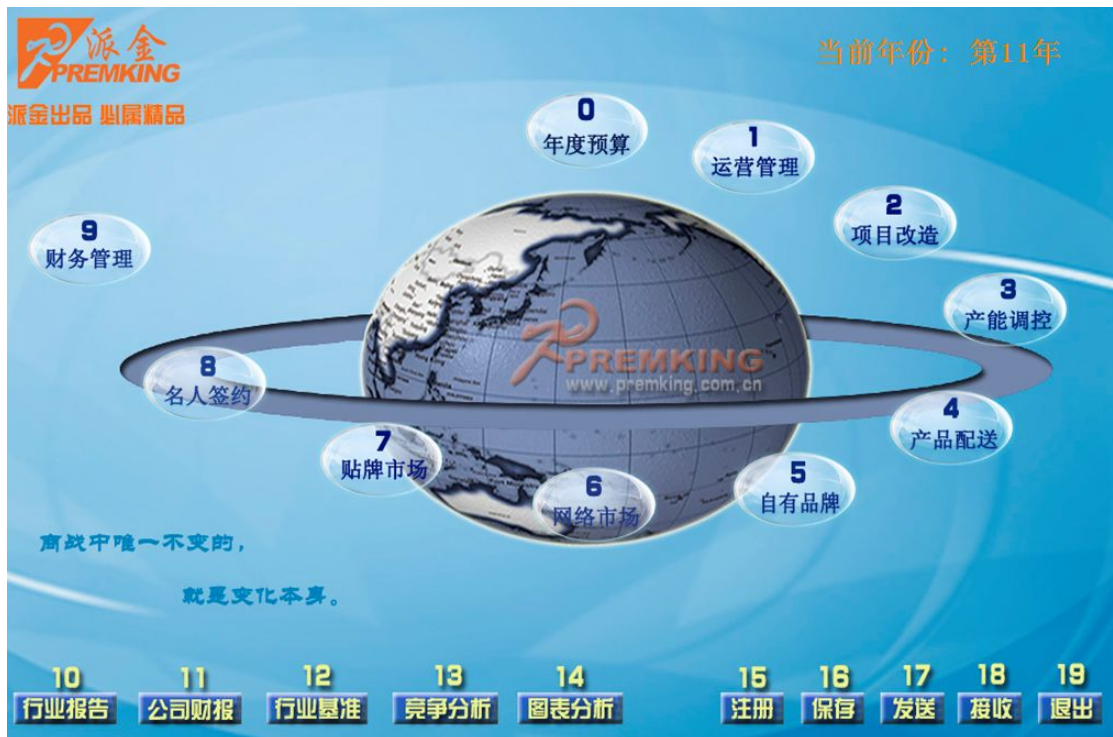 派金
PREMKING
派金出品 必属精品
当前年份：第11年
0
年度预算
1
运营管理
2
项目改造
3
产能调控
4
产品配送
5
自有品牌
6
网络市场
7
贴牌市场
8
名人签约
9
财务管理
PREMKING
www.premking.com.cn
商战中唯一不变的，
就是变化本身。
10
行业报告
11
公司财报
12
行业基准
13
竞争分析
14
图表分析
15
注册
16
保存
17
发送
18
接收
19
退出